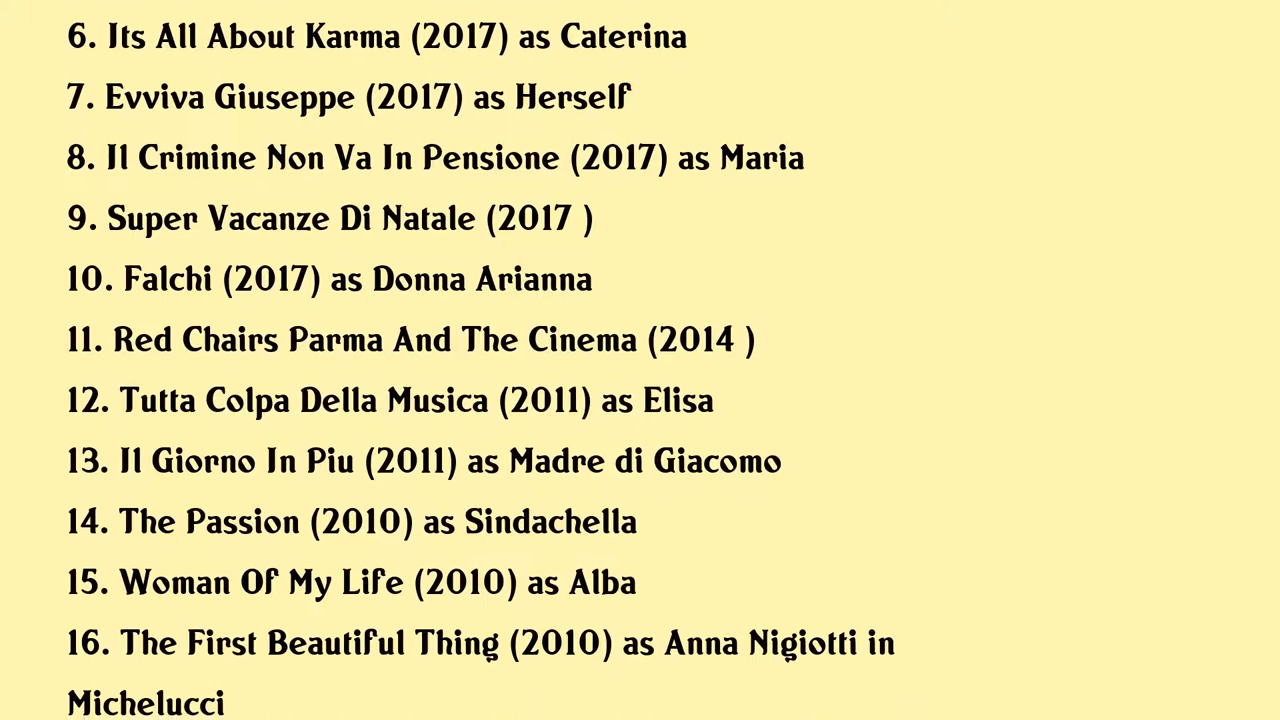 6. Its All About Karma (2017) as Caterina
7. Evviva Giuseppe (2017) as Herself
8. Il Crimine Non Va In Pensione (2017) as Maria
9. Super Vacanze Di Natale (2017 )
10. Falchi (2017) as Donna Arianna
11. Red Chairs Parma And The Cinema (2014 )
12. Tutta Colpa Della Musica (2011) as Elisa
13. Il Giorno In Piu (2011) as Madre di Giacomo
14. The Passion (2010) as Sindachella
15. Woman Of My Life (2010) as Alba
16. The First Beautiful Thing (2010) as Anna Nigiotti in
Michelucci